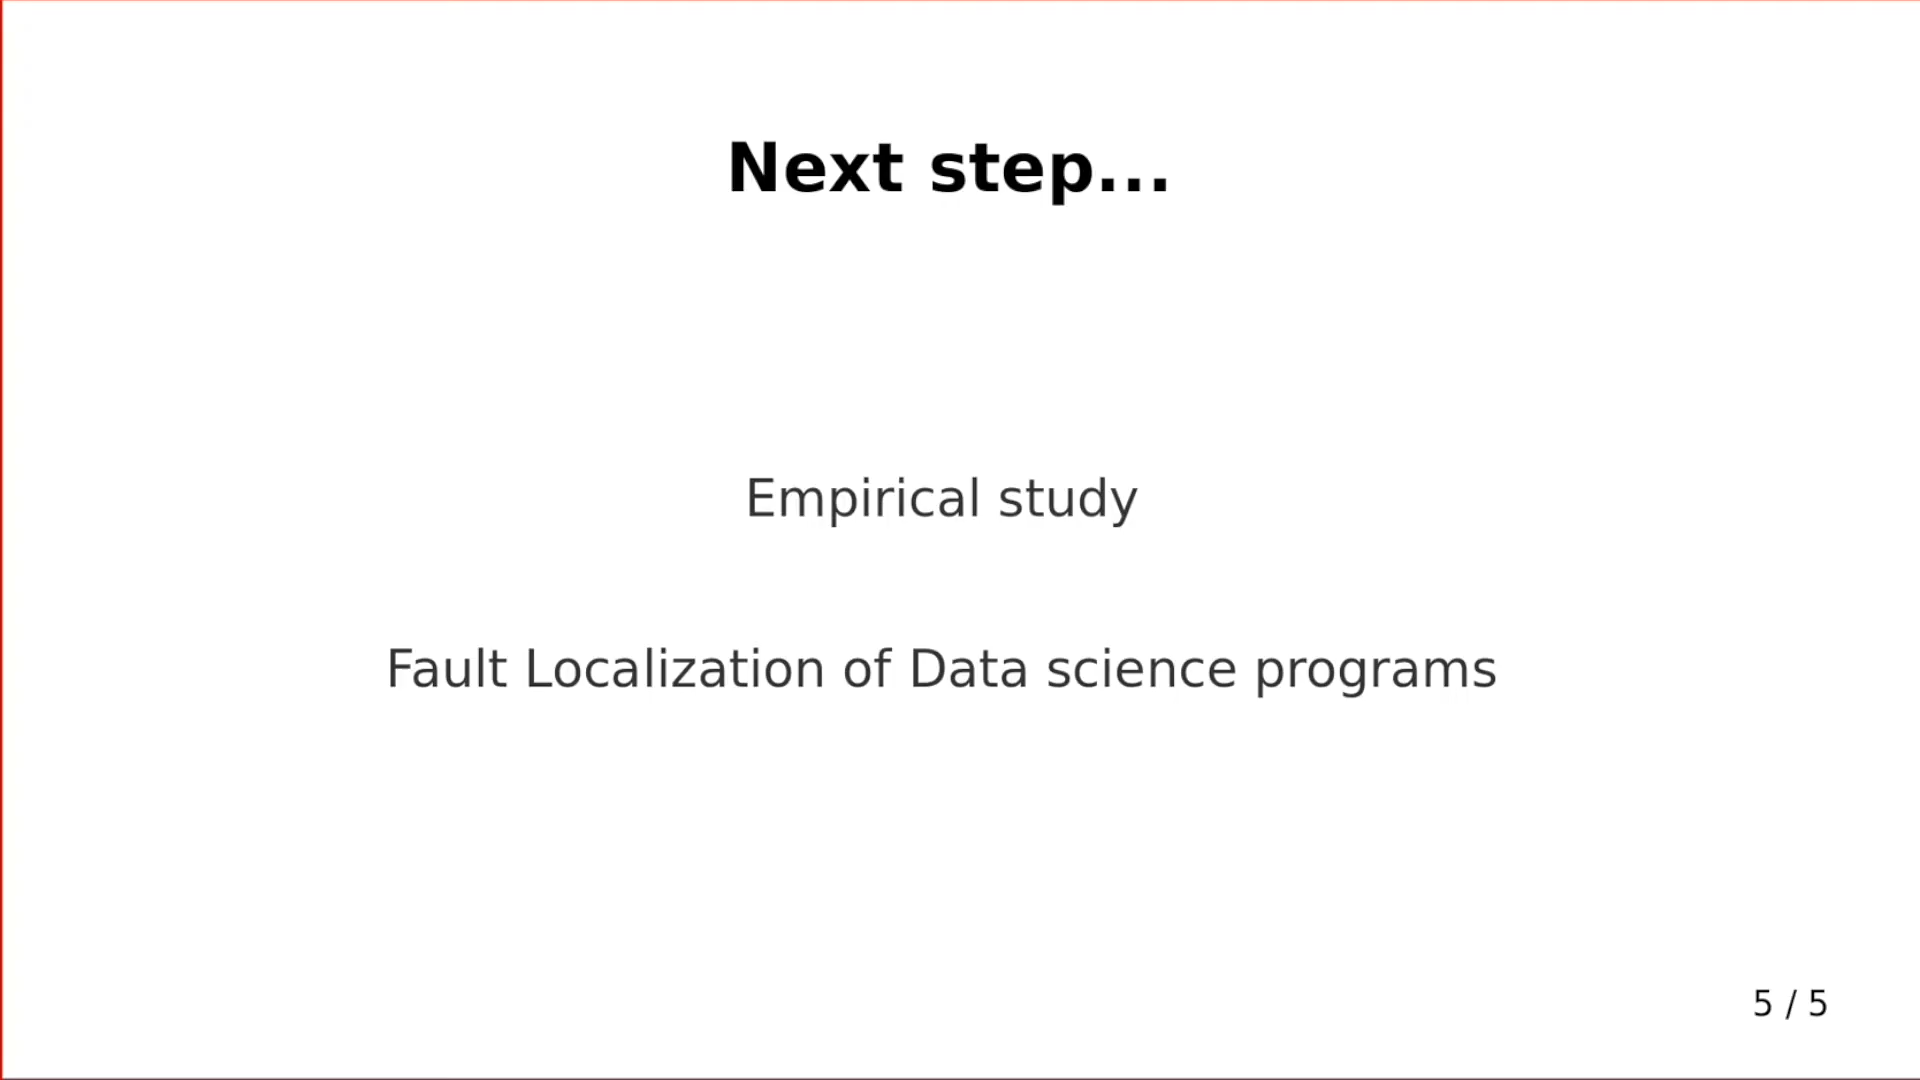 Next step...
Empirical study
Fault Localization of Data science programs
5 / 5